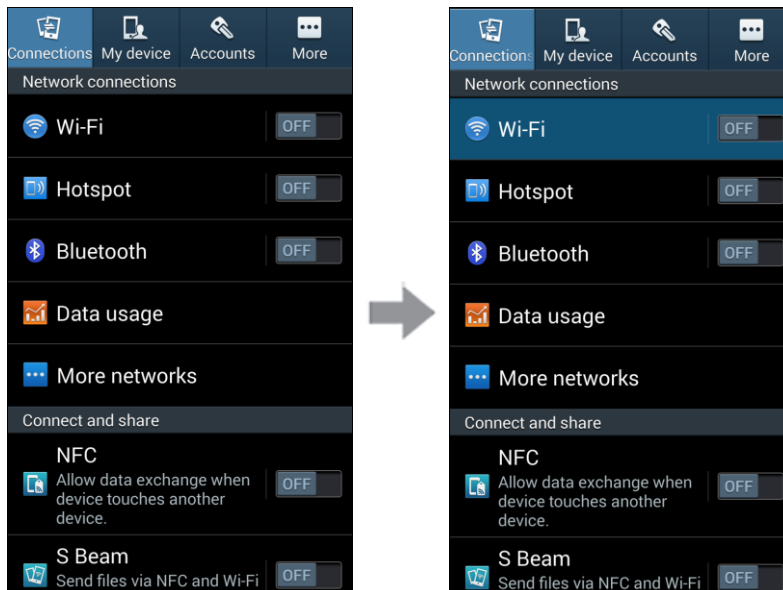 Connections My device Accounts More
Network connections
Wi-Fi OFF
Hotspot OFF
Bluetooth OFF
Data usage
More networks
Connect and share
NFC
Allow data exchange when
device touches another
device.
OFF
S Beam
Send files via NFC and Wi-Fi OFF
Connections My device Accounts More
Network connections
Wi-Fi OFF
Hotspot OFF
Bluetooth OFF
Data usage
More networks
Connect and share
NFC
Allow data exchange when
device touches another
device.
OFF
S Beam
Send files via NFC and Wi-Fi OFF